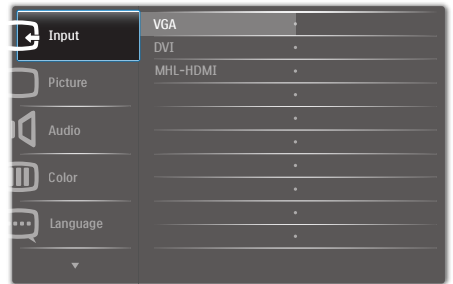 Input
Picture
Audio
Color
Language
VGA
DVI
MHL-HDMI